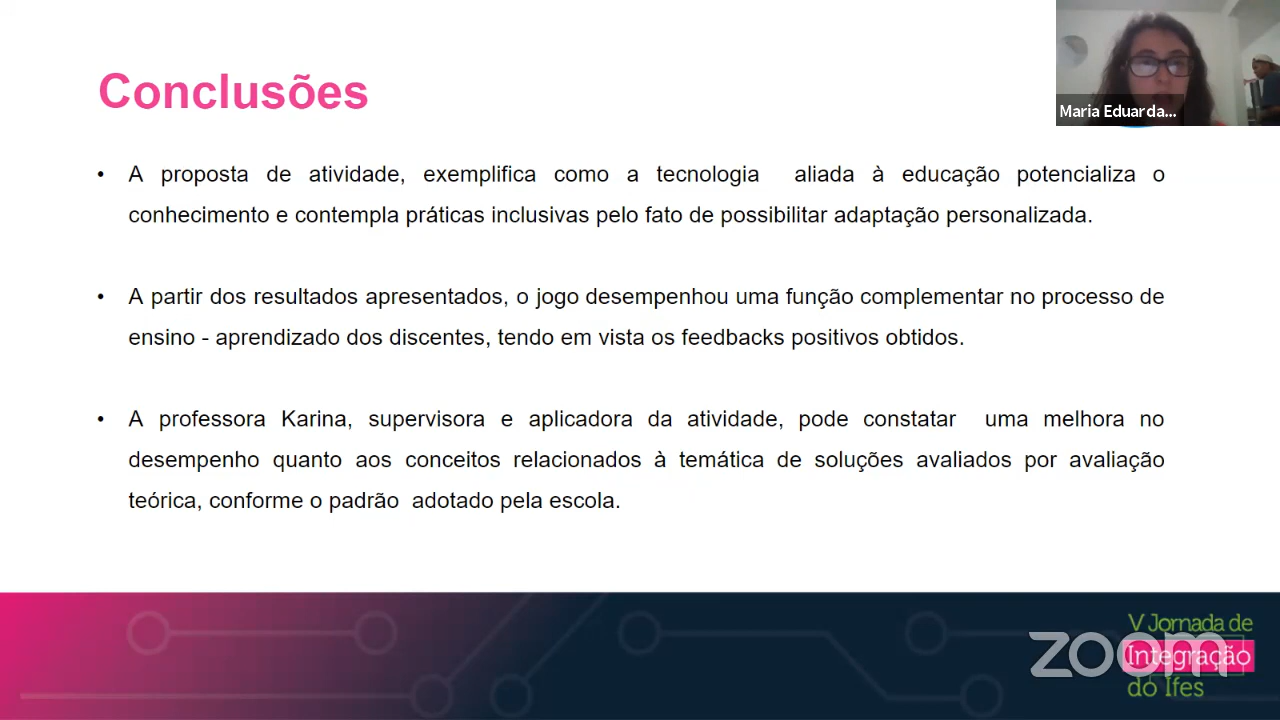 Conclusões
Maria Eduarda...
• A proposta de atividade, exemplifica como a tecnologia aliada à educação potencializa o
conhecimento e contempla práticas inclusivas pelo fato de possibilitar adaptação personalizada.
• A partir dos resultados apresentados, o jogo desempenhou uma função complementar no processo de
ensino - aprendizado dos discentes, tendo em vista os feedbacks positivos obtidos.
• A professora Karina, supervisora e aplicadora da atividade, pode constatar uma melhora no
desempenho quanto aos conceitos relacionados à temática de soluções avaliados por avaliação
teórica, conforme o padrão adotado pela escola.
V Jornada de
Integração
do Ifes
zoom